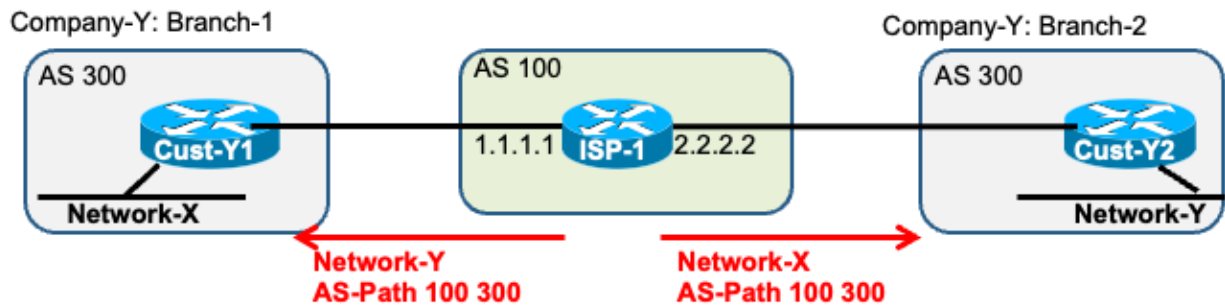 Company-Y: Branch-1
Company-Y: Branch-2
AS 300
AS 100
AS 300
Cust-Y1
1.1.1.1
ISP-1
2.2.2.2
Cust-Y2
Network-X
Network-Y
Network-Y
AS-Path 100 300
Network-X
AS-Path 100 300